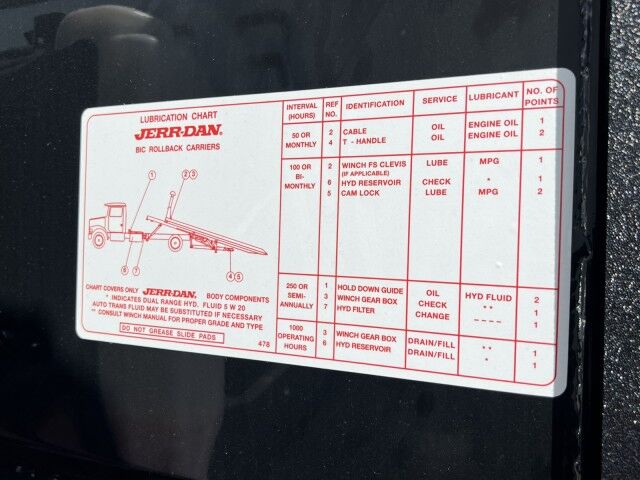 LUBRICATION CHART
JERR-DAN®
BIC ROLLBACK CARRIERS
1
2 3
6
7
4 5
CHART COVERS ONLY JERR-DAN® BODY COMPONENTS
* INDICATES DUAL RANGE HYD. FLUID 5 W 20
AUTO TRANS FLUID MAY BE SUBSTITUTED IF NECESSARY
** CONSULT WINCH MANUAL FOR PROPER GRADE AND TYPE
DO NOT GREASE SLIDE PADS
478
INTERVAL (HOURS) REF NO. IDENTIFICATION SERVICE LUBRICANT NO. OF POINTS
50 OR MONTHLY
2 CABLE OIL ENGINE OIL 1
4 T - HANDLE OIL ENGINE OIL 2
100 OR BI-MONTHLY
2 WINCH FS CLEVIS LUBE MPG 1
(IF APPLICABLE)
6 HYD RESERVOIR CHECK * 1
5 CAM LOCK LUBE MPG 2
250 OR SEMI-ANNUALLY
1 HOLD DOWN GUIDE OIL HYD FLUID 2
3 WINCH GEAR BOX CHECK ** 1
7 HYD FILTER CHANGE ---- 1
1000 OPERATING HOURS
3 WINCH GEAR BOX DRAIN/FILL ** 1
6 HYD RESERVOIR DRAIN/FILL * 1